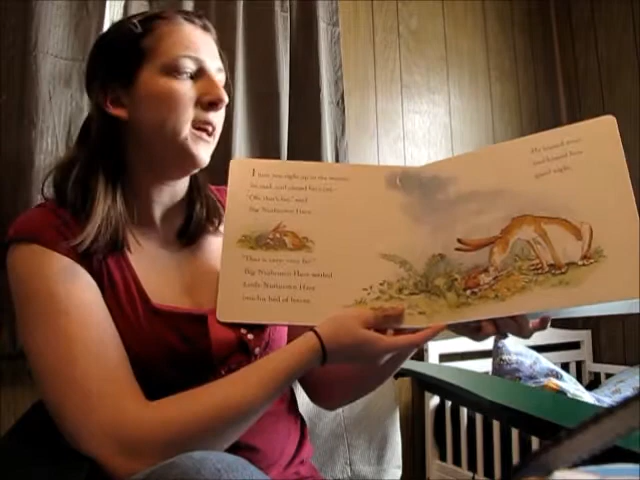 I love you right up to the moon,"
he said, and closed his eyes.
"Oh, that's far," said
Big Nutbrown Hare.
"That is very, very far."
Big Nutbrown Hare settled
Little Nutbrown Hare
into his bed of leaves.
He leaned over
and kissed him
good night.